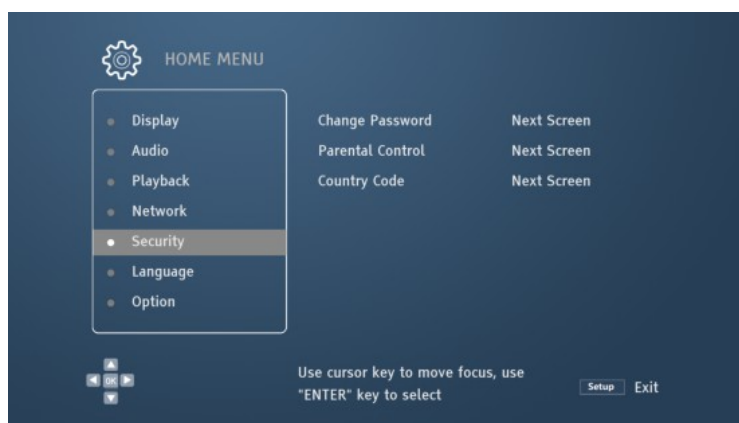 HOME MENU
Display
Audio
Playback
Network
Security
Language
Option
Change Password Next Screen
Parental Control Next Screen
Country Code Next Screen
OK
Use cursor key to move focus, use
"ENTER" key to select
Setup Exit